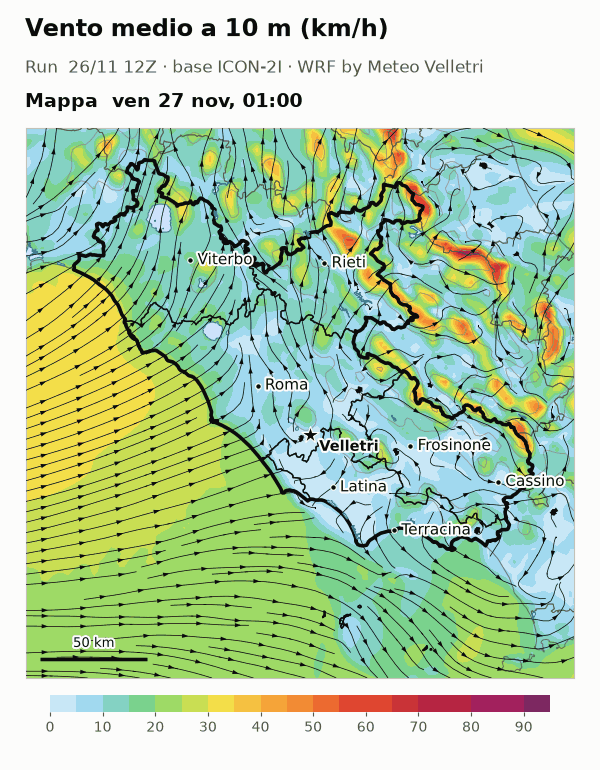 Vento medio a 10 m (km/h)
Run 26/11 12Z · base ICON-2I · WRF by Meteo Velletri
Mappa ven 27 nov, 01:00
Viterbo
Rieti
Roma
Velletri
Frosinone
Cassino
Latina
Terracina
50 km
0 10 20 30 40 50 60 70 80 90